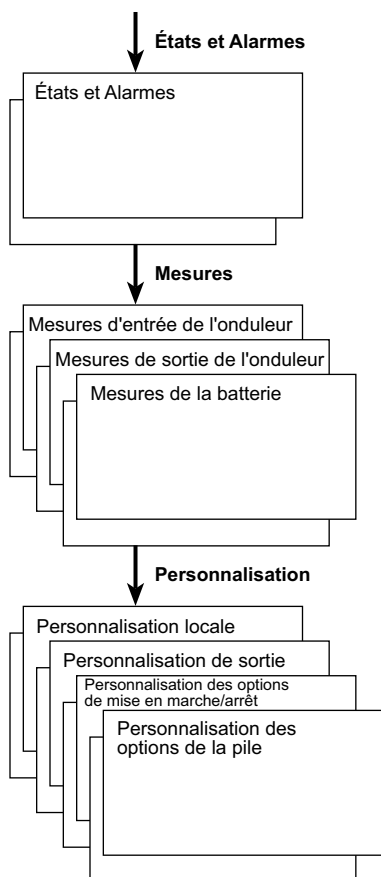 États et Alarmes
États et Alarmes
Mesures
Mesures d'entrée de l'onduleur
Mesures de sortie de l'onduleur
Mesures de la batterie
Personnalisation
Personnalisation locale
Personnalisation de sortie
Personnalisation des options
de mise en marche/arrêt
Personnalisation des
options de la pile